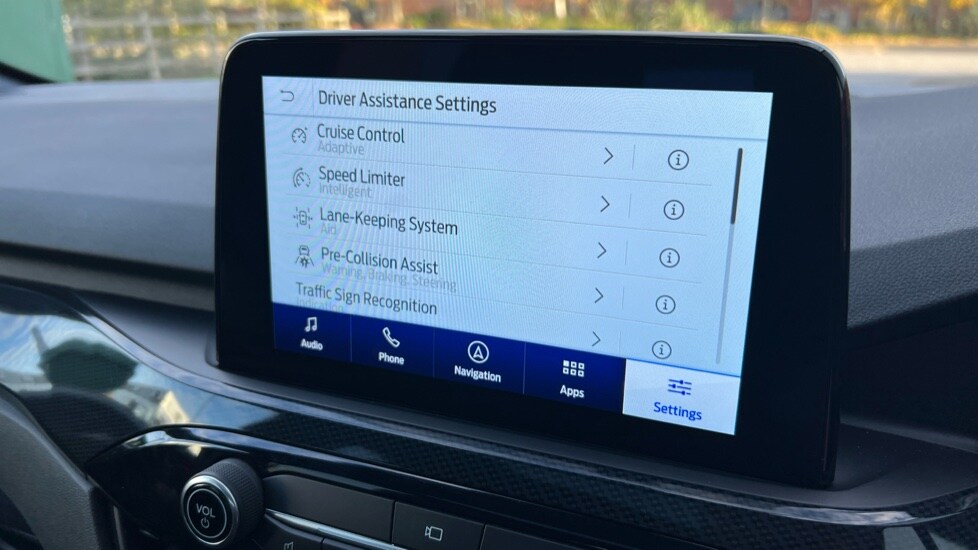 Driver Assistance Settings
Cruise Control
Adaptive
Speed Limiter
Intelligent
Lane-Keeping System
Aid
Pre-Collision Assist
Warning, Braking, Steering
Traffic Sign Recognition
Audio
Phone
Navigation
Apps
Settings
VOL